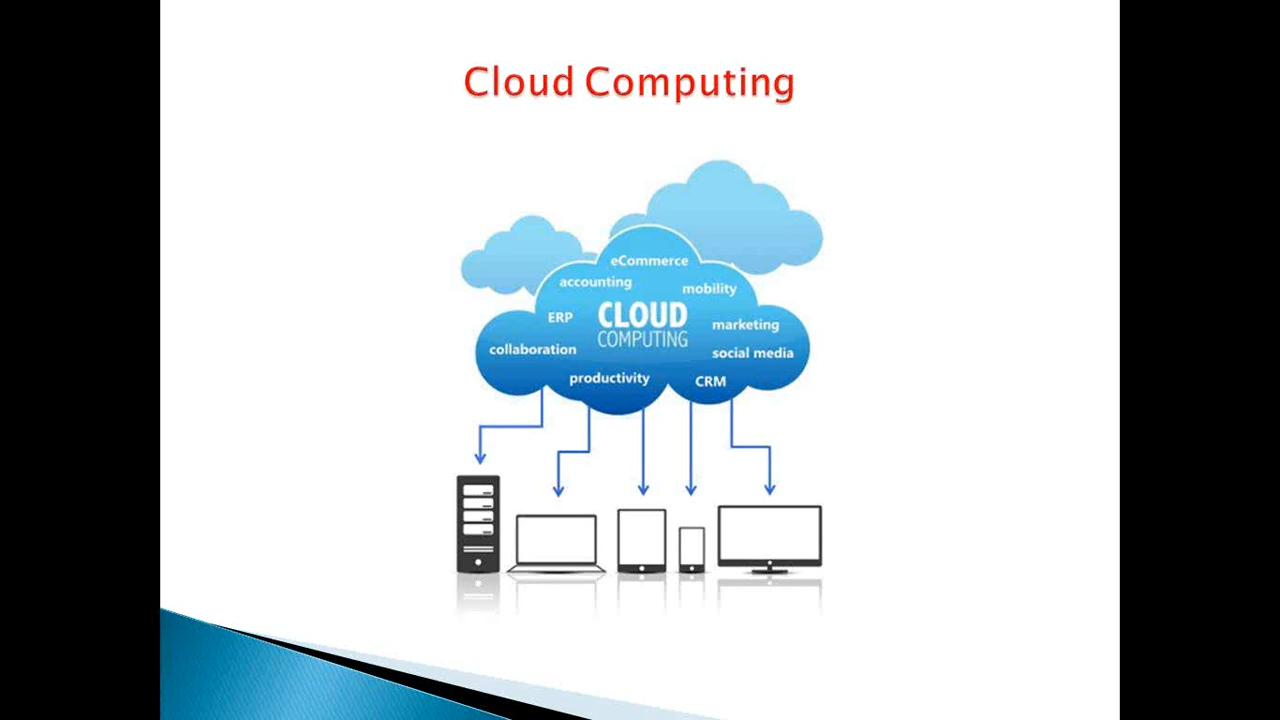 Cloud Computing
eCommerce
accounting
mobility
ERP
CLOUD
COMPUTING
marketing
collaboration
social media
productivity
CRM